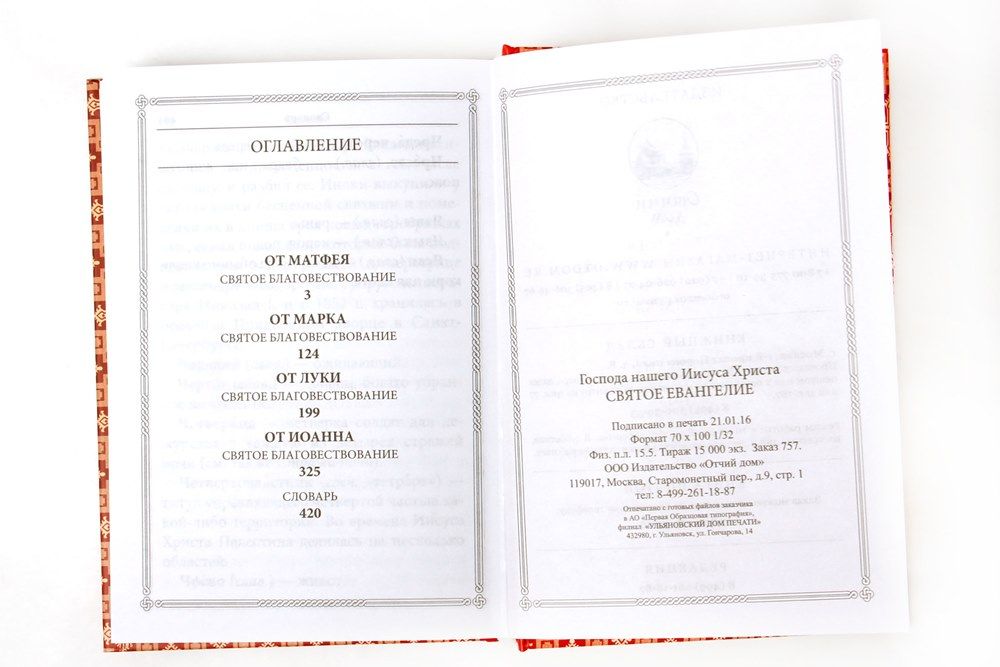 ОГЛАВЛЕНИЕ
ОТ МАТФЕЯ
СВЯТОЕ БЛАГОВЕСТВОВАНИЕ
3
ОТ МАРКА
СВЯТОЕ БЛАГОВЕСТВОВАНИЕ
124
ОТ ЛУКИ
СВЯТОЕ БЛАГОВЕСТВОВАНИЕ
199
ОТ ИОАННА
СВЯТОЕ БЛАГОВЕСТВОВАНИЕ
325
СЛОВАРЬ
420
Господа нашего Иисуса Христа
СВЯТОЕ ЕВАНГЕЛИЕ
Подписано в печать 21.01.16
Формат 70 х 100 1/32
Физ. п.л. 15.5. Тираж 15 000 экз. Заказ 757.
ООО Издательство «Отчий дом»
119017, Москва, Старомонетный пер., д.9, стр. 1
тел: 8-499-261-18-87
Отпечатано с готовых файлов заказчика
в АО «Первая Образцовая типография»,
филиал «УЛЬЯНОВСКИЙ ДОМ ПЕЧАТИ»
432980, г. Ульяновск, ул. Гончарова, 14